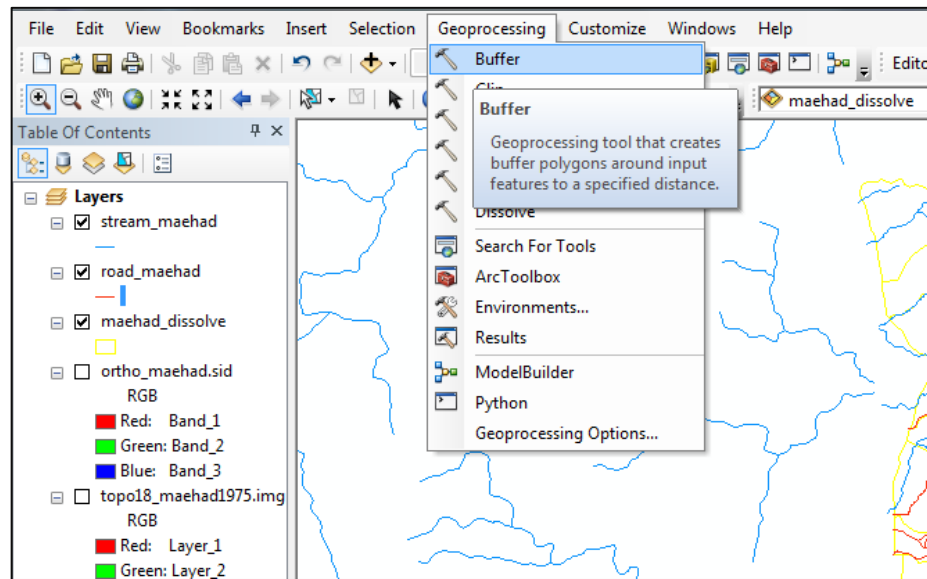 File Edit View Bookmarks Insert Selection Geoprocessing Customize Windows Help
Buffer
Editor
maehad_dissolve
Buffer
Geoprocessing tool that creates
buffer polygons around input
features to a specified distance.
Dissolve
Search For Tools
ArcToolbox
Environments...
Results
ModelBuilder
Python
Geoprocessing Options...
Table Of Contents
Layers
stream_maehad
road_maehad
maehad_dissolve
ortho_maehad.sid
RGB
Red: Band_1
Green: Band_2
Blue: Band_3
topo18_maehad1975.img
RGB
Red: Layer_1
Green: Layer_2